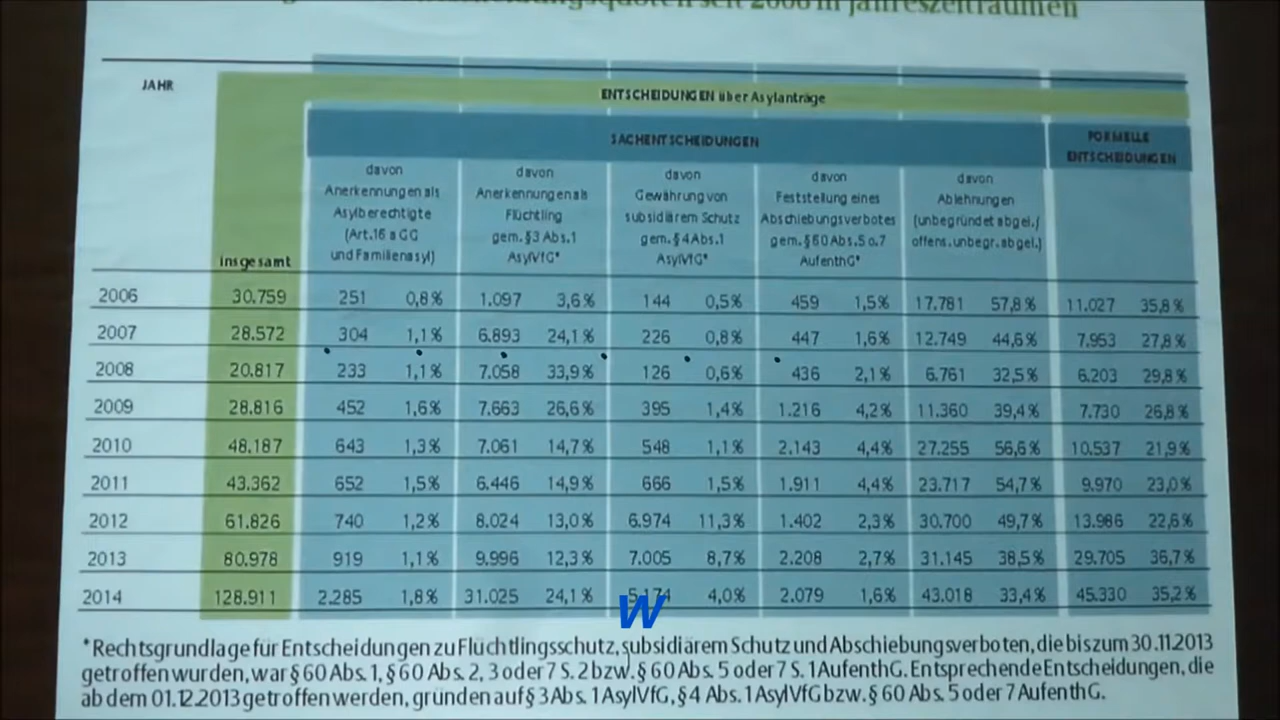 seit 2006 in Jahreszeiträumen
JAHR
ENTSCHEIDUNGEN über Asylanträge
SACHENTSCHEIDUNGEN
FORMELLE
ENTSCHEIDUNGEN
insgesamt
davon
Anerkennungen als
Asylberechtigte
(Art.16 a GG
und Familienasyl)
davon
Anerkennungen als
Flüchtling
gem. § 3 Abs. 1
AsylVfG*
davon
Gewährung von
subsidiärem Schutz
gem. § 4 Abs. 1
AsylVfG*
davon
Feststellung eines
Abschiebungsverbotes
gem. § 60 Abs. 5 o. 7
AufenthG*
davon
Ablehnungen
(unbegründet abgel./
offens. unbegr. abgel.)
2006 30.759 251 0,8% 1.097 3,6% 144 0,5% 459 1,5% 17.781 57,8% 11.027 35,8%
2007 28.572 304 1,1% 6.893 24,1% 226 0,8% 447 1,6% 12.749 44,6% 7.953 27,8%
2008 20.817 233 1,1% 7.058 33,9% 126 0,6% 436 2,1% 6.761 32,5% 6.203 29,8%
2009 28.816 452 1,6% 7.663 26,6% 395 1,4% 1.216 4,2% 11.360 39,4% 7.730 26,8%
2010 48.187 643 1,3% 7.061 14,7% 548 1,1% 2.143 4,4% 27.255 56,6% 10.537 21,9%
2011 43.362 652 1,5% 6.446 14,9% 666 1,5% 1.911 4,4% 23.717 54,7% 9.970 23,0%
2012 61.826 740 1,2% 8.024 13,0% 6.974 11,3% 1.402 2,3% 30.700 49,7% 13.986 22,6%
2013 80.978 919 1,1% 9.996 12,3% 7.005 8,7% 2.208 2,7% 31.145 38,5% 29.705 36,7%
2014 128.911 2.285 1,8% 31.025 24,1% 5.174 4,0% 2.079 1,6% 43.018 33,4% 45.330 35,2%
W
* Rechtsgrundlage für Entscheidungen zu Flüchtlingsschutz, subsidiärem Schutz und Abschiebungsverboten, die bis zum 30.11.2013
getroffen wurden, war § 60 Abs. 1, § 60 Abs. 2, 3 oder 7 S. 2 bzw. § 60 Abs. 5 oder 7 S. 1 AufenthG. Entsprechende Entscheidungen, die
ab dem 01.12.2013 getroffen werden, gründen auf § 3 Abs. 1 AsylVfG, § 4 Abs. 1 AsylVfG bzw. § 60 Abs. 5 oder 7 AufenthG.